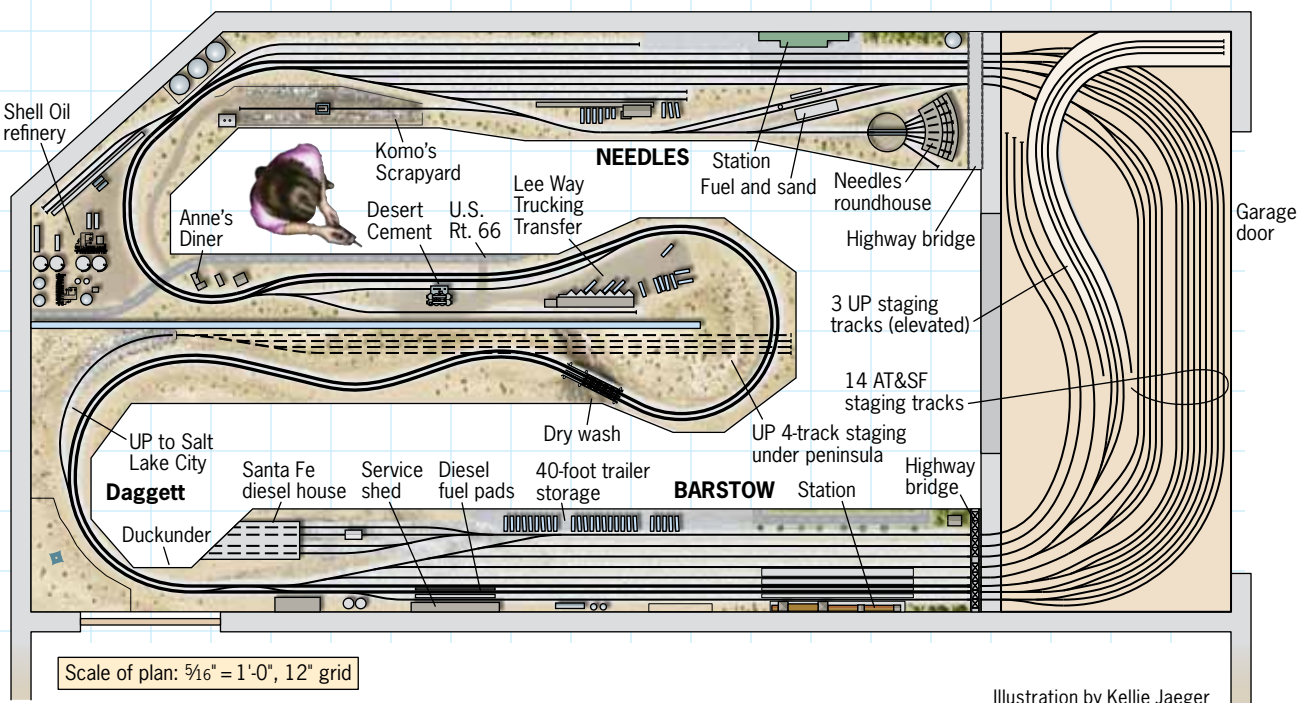 Shell Oil
refinery
Komo's
Scrapyard
NEEDLES
Station
Fuel and sand
Needles
roundhouse
Highway bridge
Garage
door
Anne's
Diner
Desert
Cement
U.S.
Rt. 66
Lee Way
Trucking
Transfer
3 UP staging
tracks (elevated)
14 AT&SF
staging tracks
Dry wash
UP 4-track staging
under peninsula
UP to Salt
Lake City
Daggett
Duckunder
Santa Fe
diesel house
Service
shed
Diesel
fuel pads
40-foot trailer
storage
BARSTOW
Station
Highway
bridge
Scale of plan: 5/16" = 1'-0", 12" grid
Illustration by Kellie Jaeger